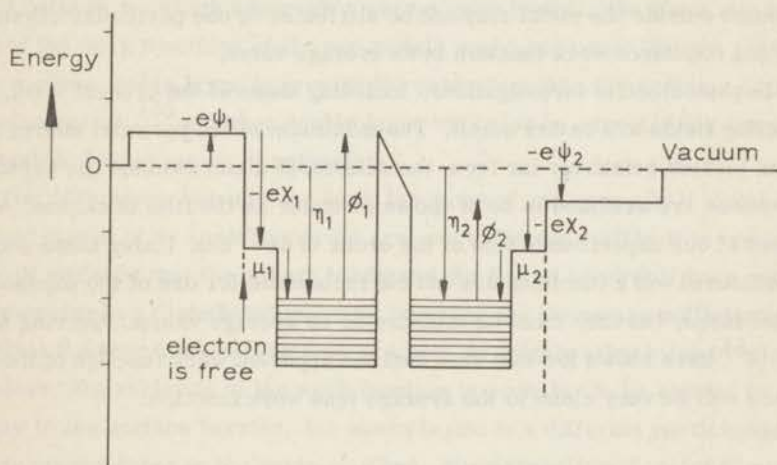 Energy
-eψ₁
0
-eχ₁
η₁
ϕ₁
μ₁
electron
is free
-eψ₂
Vacuum
-eχ₂
η₂
ϕ₂
μ₂